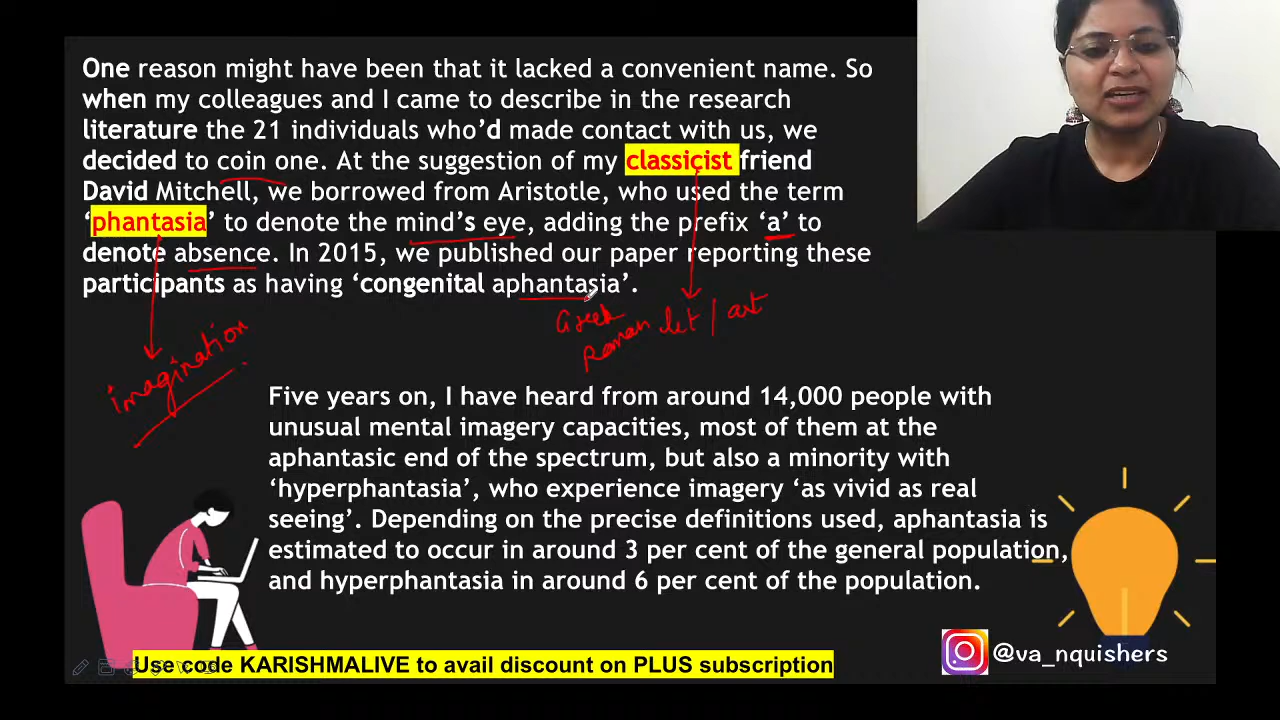 One reason might have been that it lacked a convenient name. So
when my colleagues and I came to describe in the research
literature the 21 individuals who'd made contact with us, we
decided to coin one. At the suggestion of my classicist friend
David Mitchell, we borrowed from Aristotle, who used the term
'phantasia' to denote the mind's eye, adding the prefix 'a' to
denote absence. In 2015, we published our paper reporting these
participants as having 'congenital aphantasia'.
Greek
Roman lit / art
imagination
Five years on, I have heard from around 14,000 people with
unusual mental imagery capacities, most of them at the
aphantasic end of the spectrum, but also a minority with
'hyperphantasia', who experience imagery 'as vivid as real
seeing'. Depending on the precise definitions used, aphantasia is
estimated to occur in around 3 per cent of the general population,
and hyperphantasia in around 6 per cent of the population.
Use code KARISHMALIVE to avail discount on PLUS subscription
@va_nquishers